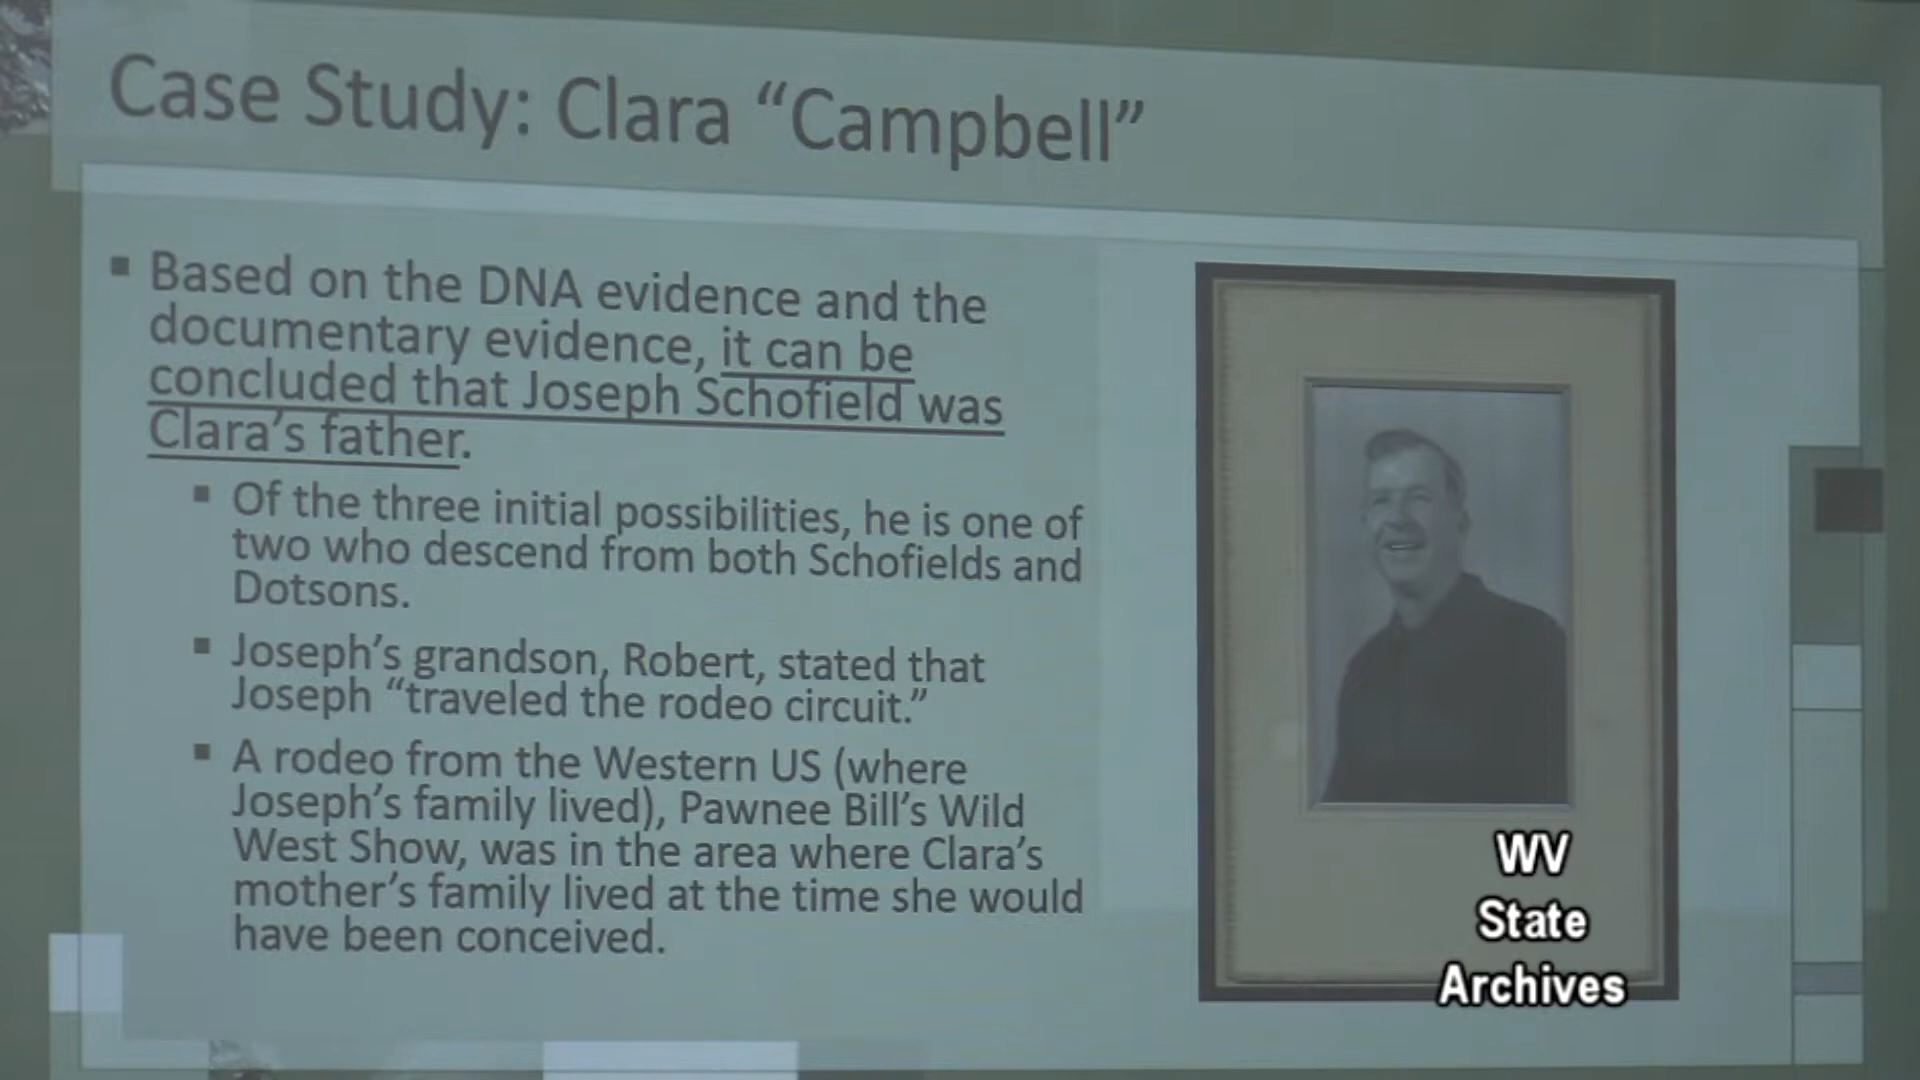 Case Study: Clara “Campbell”
▪ Based on the DNA evidence and the
documentary evidence, it can be
concluded that Joseph Schofield was
Clara’s father.
▪ Of the three initial possibilities, he is one of
two who descend from both Schofields and
Dotsons.
▪ Joseph’s grandson, Robert, stated that
Joseph “traveled the rodeo circuit.”
▪ A rodeo from the Western US (where
Joseph’s family lived), Pawnee Bill’s Wild
West Show, was in the area where Clara’s
mother’s family lived at the time she would
have been conceived.
WV
State
Archives